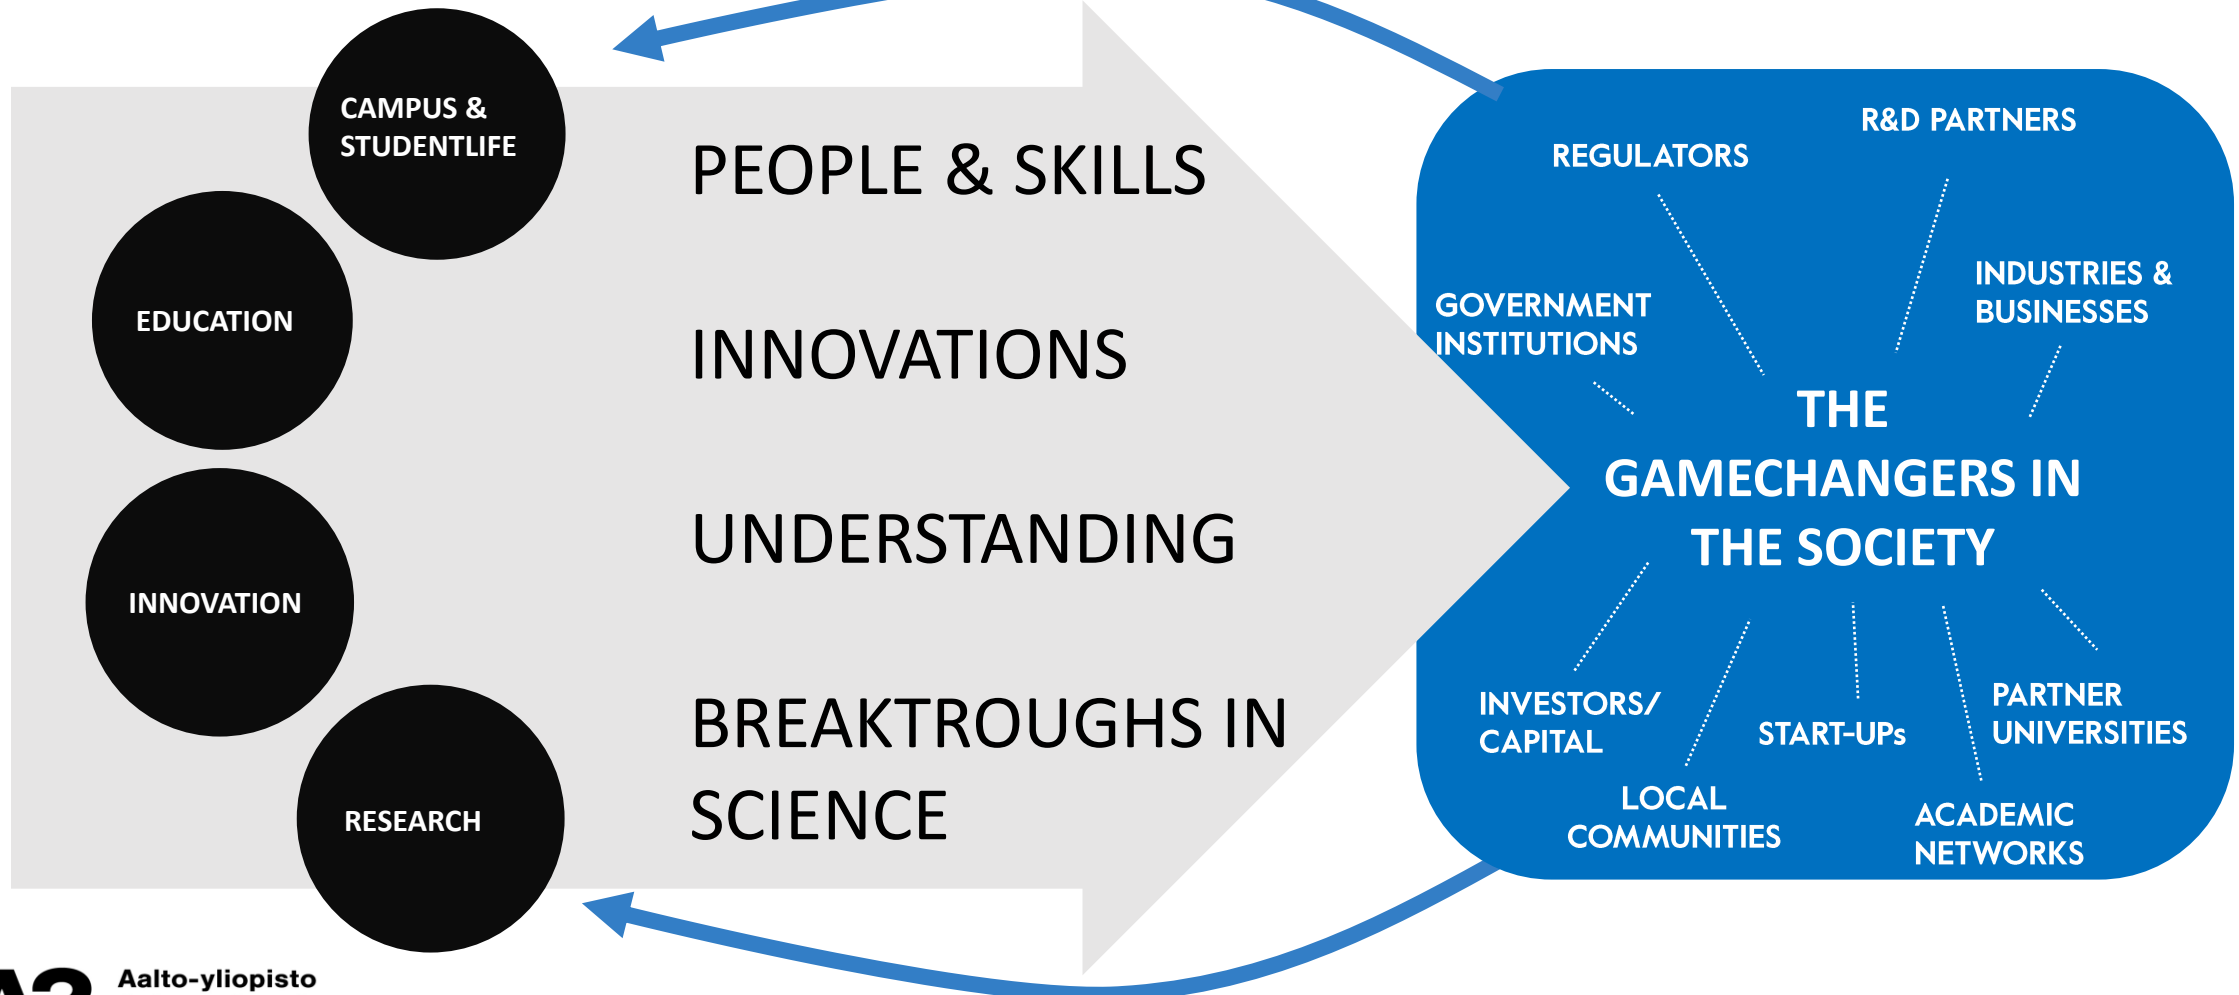 CAMPUS &
STUDENTLIFE
EDUCATION
INNOVATION
RESEARCH
PEOPLE & SKILLS
INNOVATIONS
UNDERSTANDING
BREAKTROUGHS IN
SCIENCE
REGULATORS
R&D PARTNERS
GOVERNMENT
INSTITUTIONS
INDUSTRIES &
BUSINESSES
THE
GAMECHANGERS IN
THE SOCIETY
INVESTORS/
CAPITAL
LOCAL
COMMUNITIES
START-UPs
ACADEMIC
NETWORKS
PARTNER
UNIVERSITIES
Aalto-yliopisto